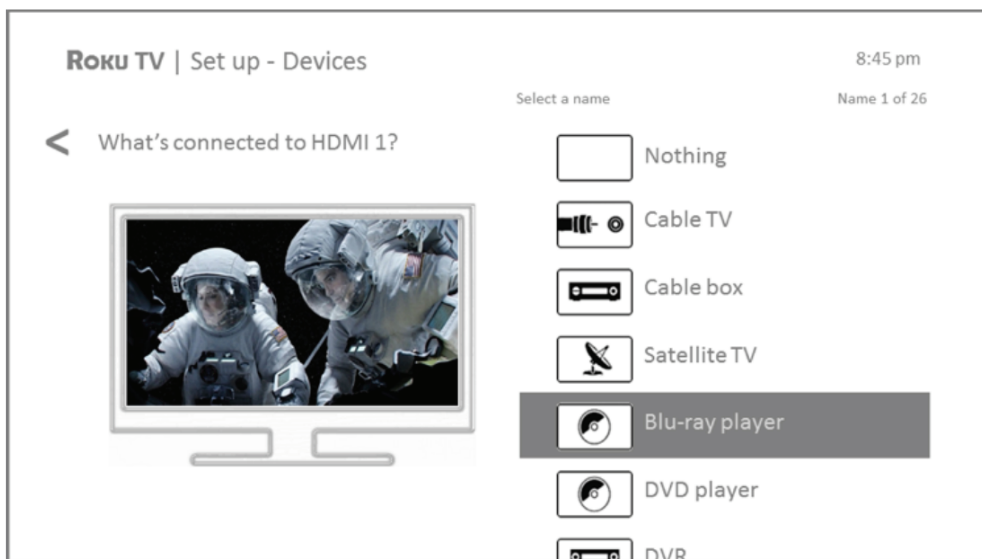 ROKU TV | Set up - Devices
8:45 pm
Select a name
Name 1 of 26
< What's connected to HDMI 1?
Nothing
Cable TV
Cable box
Satellite TV
Blu-ray player
DVD player
DVR